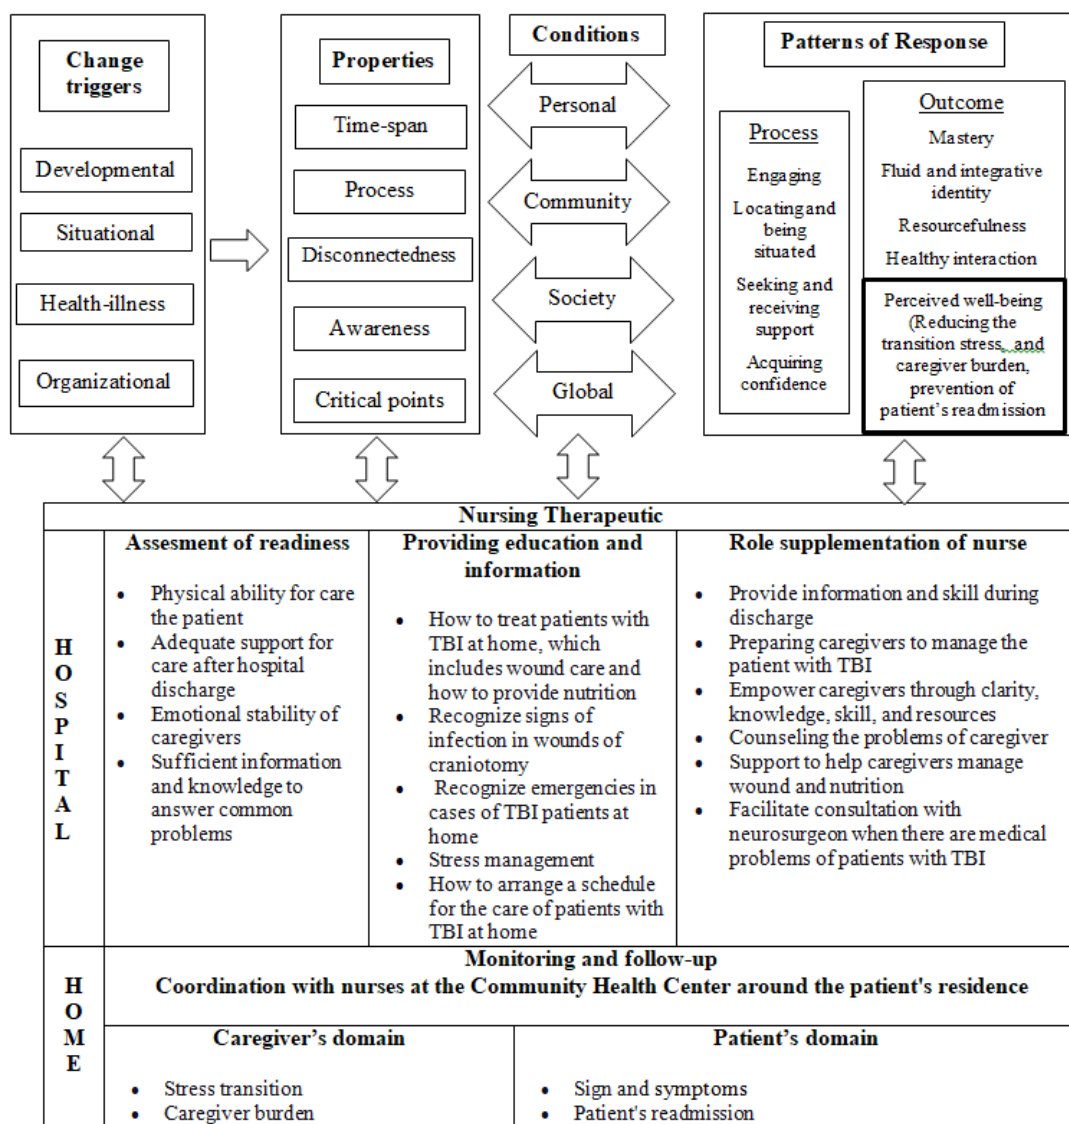 Change
triggers
Developmental
Situational
Health-illness
Organizational
Properties
Time-span
Process
Disconnectedness
Awareness
Critical points
Conditions
Personal
Community
Society
Global
Patterns of Response
Process
Engaging
Locating and
being
situated
Seeking and
receiving
support
Acquiring
confidence
Outcome
Mastery
Fluid and integrative
identity
Resourcefulness
Healthy interaction
Perceived well-being
(Reducing the
transition stress, and
caregiver burden,
prevention of
patient's readmission
Nursing Therapeutic
HOSPITAL
Assesment of readiness
• Physical ability for care
the patient
• Adequate support for
care after hospital
discharge
• Emotional stability of
caregivers
• Sufficient information
and knowledge to
answer common
problems
Providing education and
information
• How to treat patients with
TBI at home, which
includes wound care and
how to provide nutrition
• Recognize signs of
infection in wounds of
craniotomy
• Recognize emergencies in
cases of TBI patients at
home
• Stress management
• How to arrange a schedule
for the care of patients with
TBI at home
Role supplementation of nurse
• Provide information and skill during
discharge
• Preparing caregivers to manage the
patient with TBI
• Empower caregivers through clarity,
knowledge, skill, and resources
• Counseling the problems of caregiver
• Support to help caregivers manage
wound and nutrition
• Facilitate consultation with
neurosurgeon when there are medical
problems of patients with TBI
HOME
Monitoring and follow-up
Coordination with nurses at the Community Health Center around the patient's residence
Caregiver's domain
• Stress transition
• Caregiver burden
Patient's domain
• Sign and symptoms
• Patient's readmission